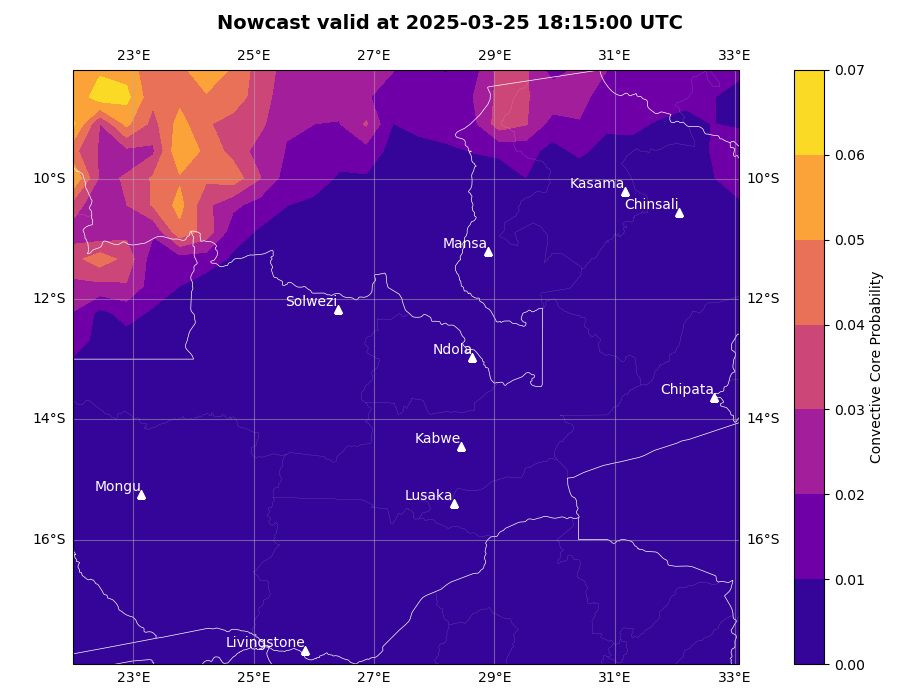 Nowcast valid at 2025-03-25 18:15:00 UTC
23°E 25°E 27°E 29°E 31°E 33°E
0.07
0.06
10°S Kasama 10°S
Chinsali
0.05
Mansa
12°S Solwezi 12°S
0.04
Ndola
Chipata
0.03
14°S 14°S
Kabwe
Mongu
Lusaka
0.02
16°S 16°S
0.01
Livingstone
0.00
23°E 25°E 27°E 29°E 31°E 33°E
Convective Core Probability